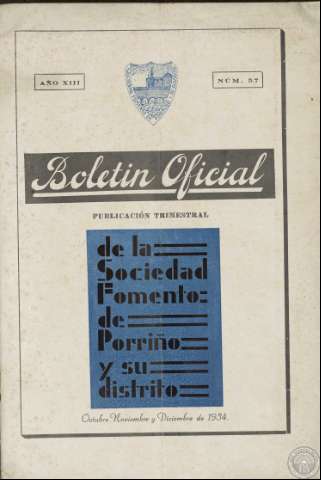 AÑO XIII
NÚM. 57
Boletin Oficial
PUBLICACIÓN TRIMESTRAL
de la
Sociedad
Fomento:
de
Porriño
y su
distrito
Octubre Noviembre y Diciembre de 1934.